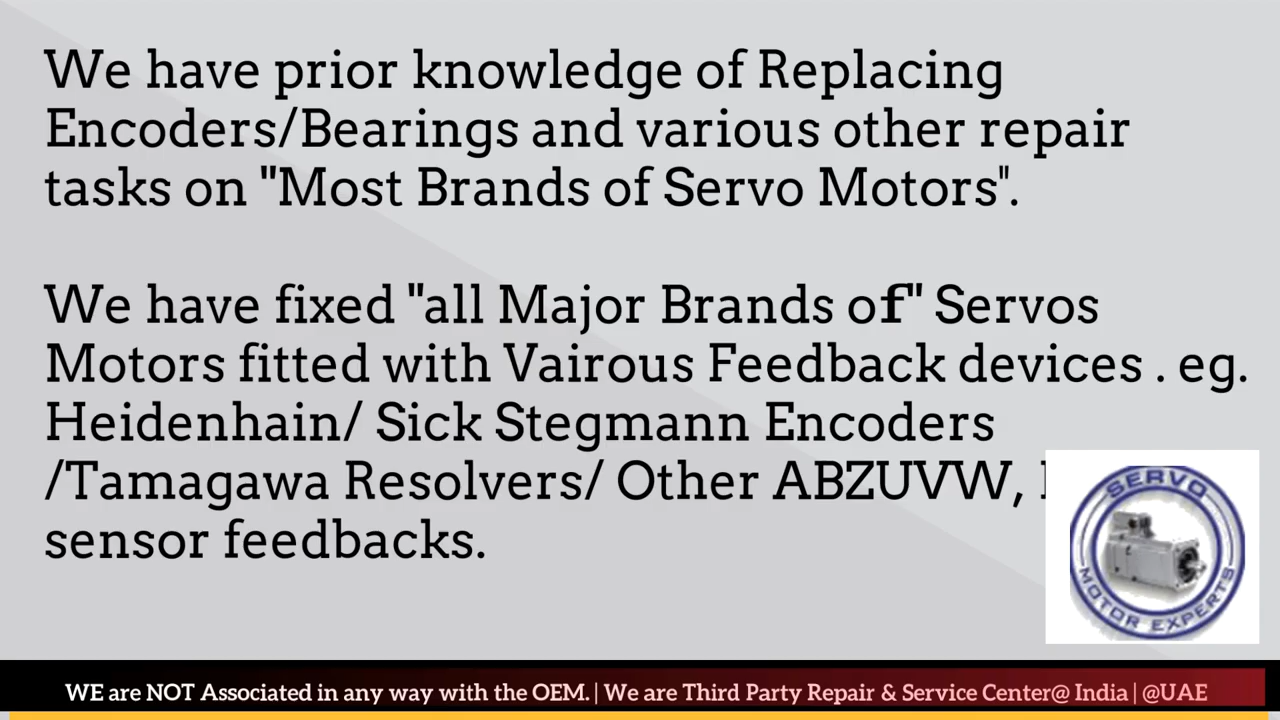 We have prior knowledge of Replacing
Encoders/Bearings and various other repair
tasks on "Most Brands of Servo Motors".
We have fixed "all Major Brands of" Servos
Motors fitted with Vairous Feedback devices . eg.
Heidenhain/ Sick Stegmann Encoders
/Tamagawa Resolvers/ Other ABZUVW,
sensor feedbacks.
SERVO
MOTOR EXPERTS
WE are NOT Associated in any way with the OEM. | We are Third Party Repair & Service Center@ India | @UAE